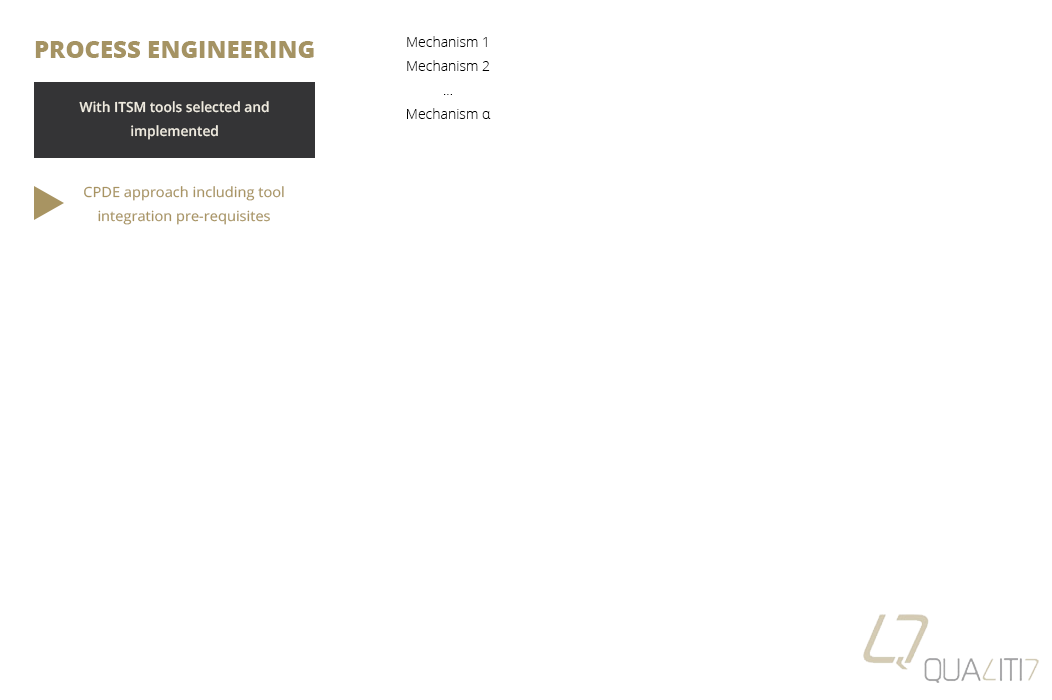 PROCESS ENGINEERING
With ITSM tools selected and
implemented
CPDE approach including tool
integration pre-requisites
Mechanism 1
Mechanism 2
...
Mechanism α
QUALITI7